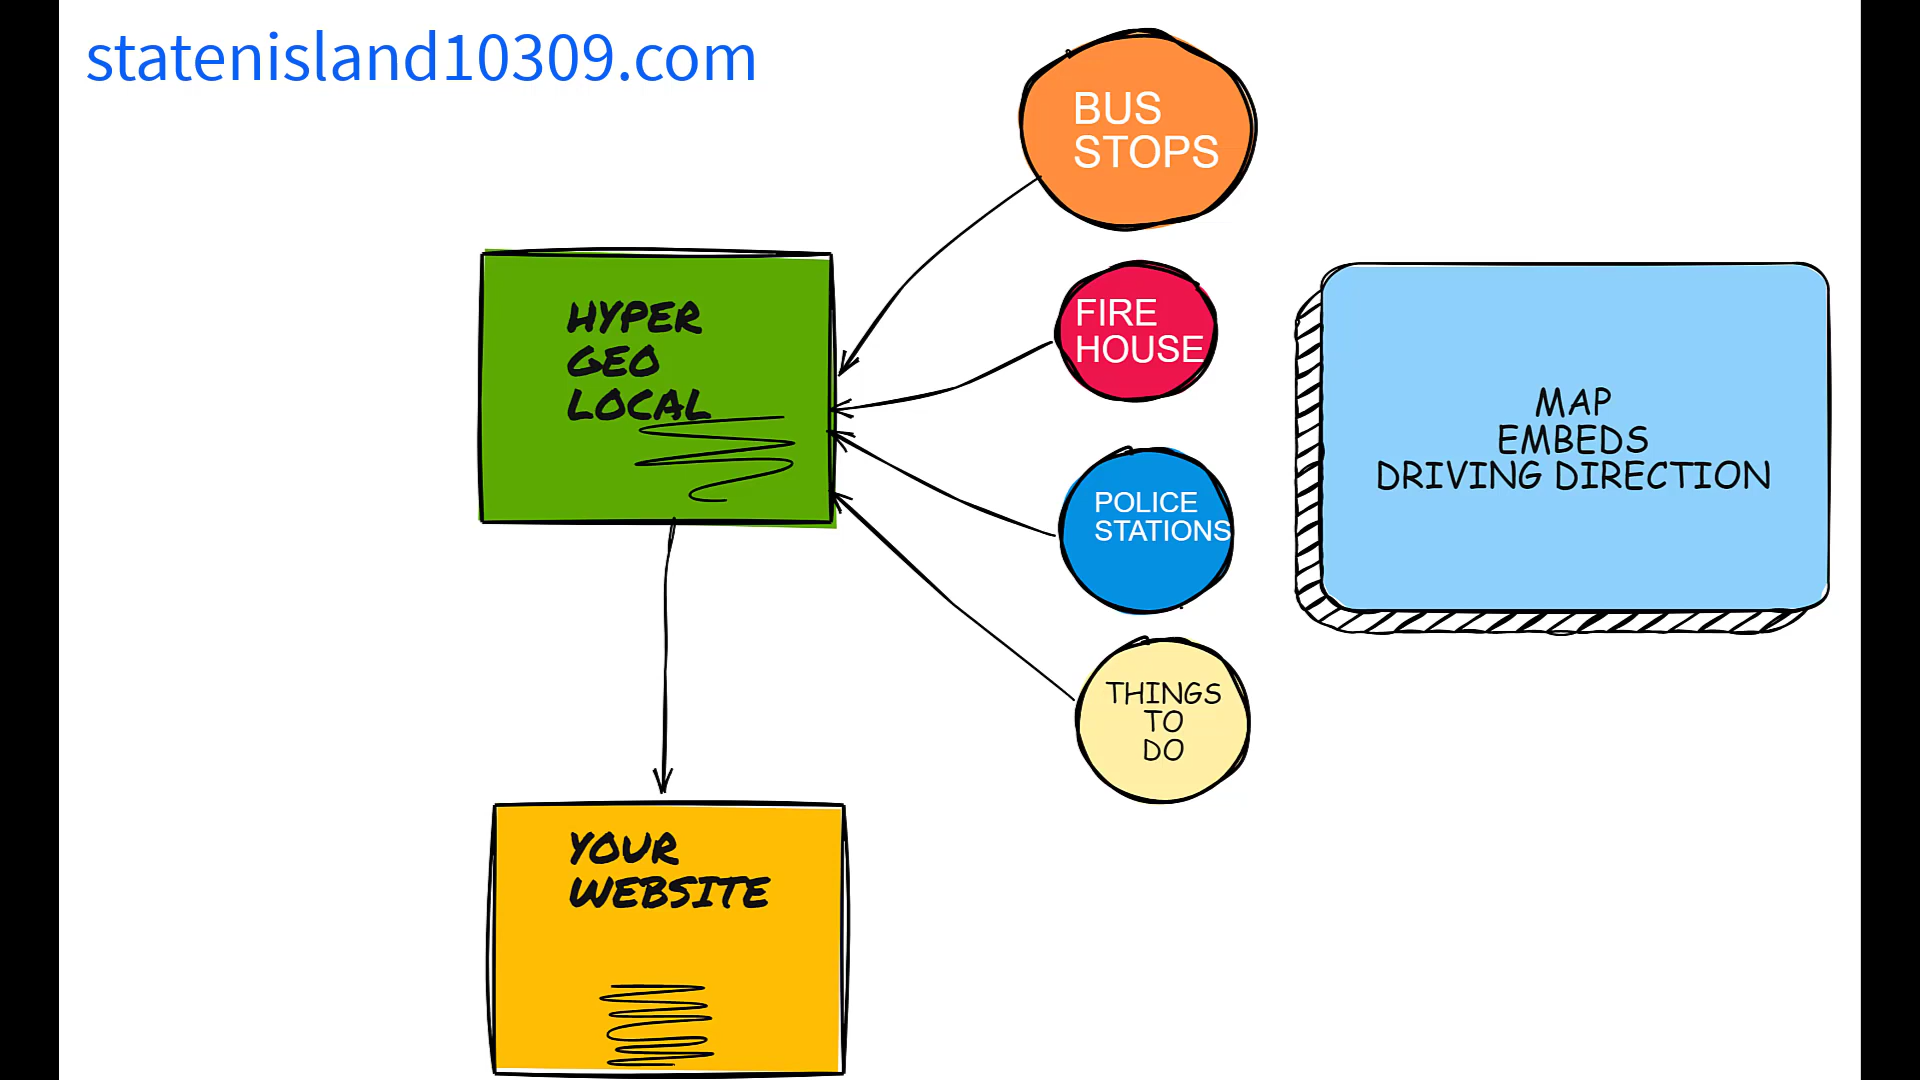 statenisland10309.com
BUS
STOPS
HYPER
GEO
LOCAL
FIRE
HOUSE
MAP
EMBEDS
DRIVING DIRECTION
POLICE
STATIONS
THINGS
TO
DO
YOUR
WEBSITE